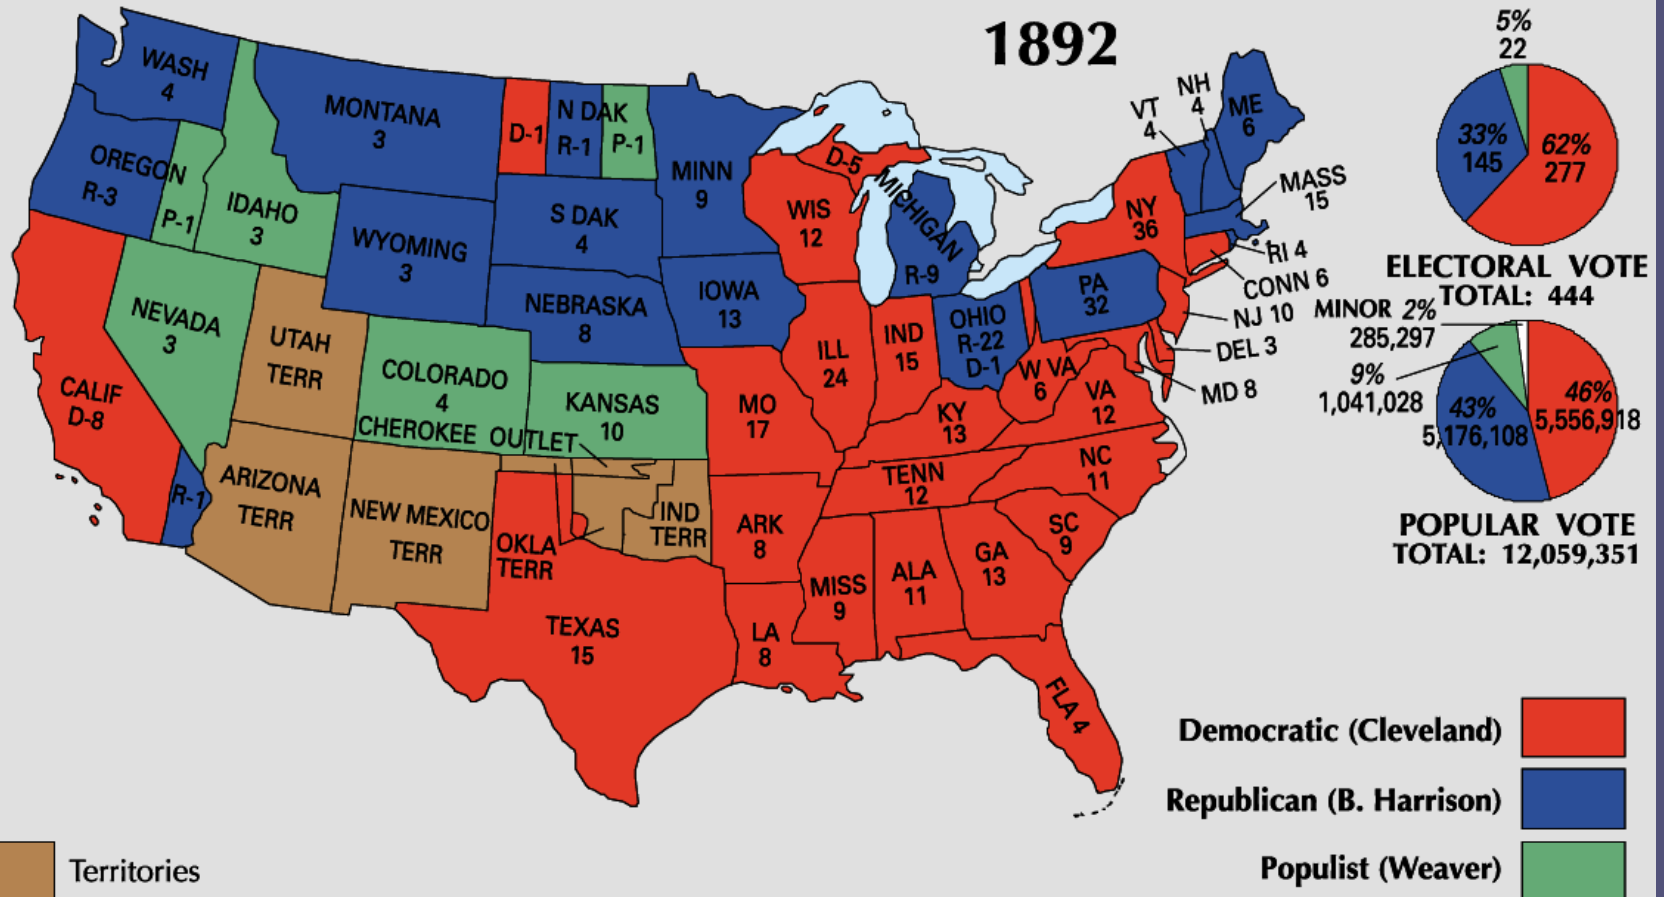 1892
WASH
4
OREGON
R-3
P-1
CALIF
D-8
R-1
NEVADA
3
IDAHO
3
MONTANA
3
WYOMING
3
UTAH
TERR
ARIZONA
TERR
COLORADO
4
CHEROKEE OUTLET
NEW MEXICO
TERR
N DAK
D-1
R-1
P-1
S DAK
4
NEBRASKA
8
KANSAS
10
OKLA
TERR
IND
TERR
TEXAS
15
MINN
9
IOWA
13
MO
17
ARK
8
LA
8
WIS
12
D-5
MICHIGAN
R-9
ILL
24
IND
15
OHIO
R-22
D-1
KY
13
TENN
12
MISS
9
ALA
11
GA
13
FLA 4
SC
9
NC
11
VA
12
W VA
6
PA
32
NY
36
VT
4
NH
4
ME
6
MASS
15
RI 4
CONN 6
NJ 10
DEL 3
MD 8
5%
22
33%
145
62%
277
ELECTORAL VOTE
TOTAL: 444
MINOR 2%
285,297
9%
1,041,028
43%
5,176,108
46%
5,556,918
POPULAR VOTE
TOTAL: 12,059,351
Democratic (Cleveland)
Republican (B. Harrison)
Populist (Weaver)
Territories